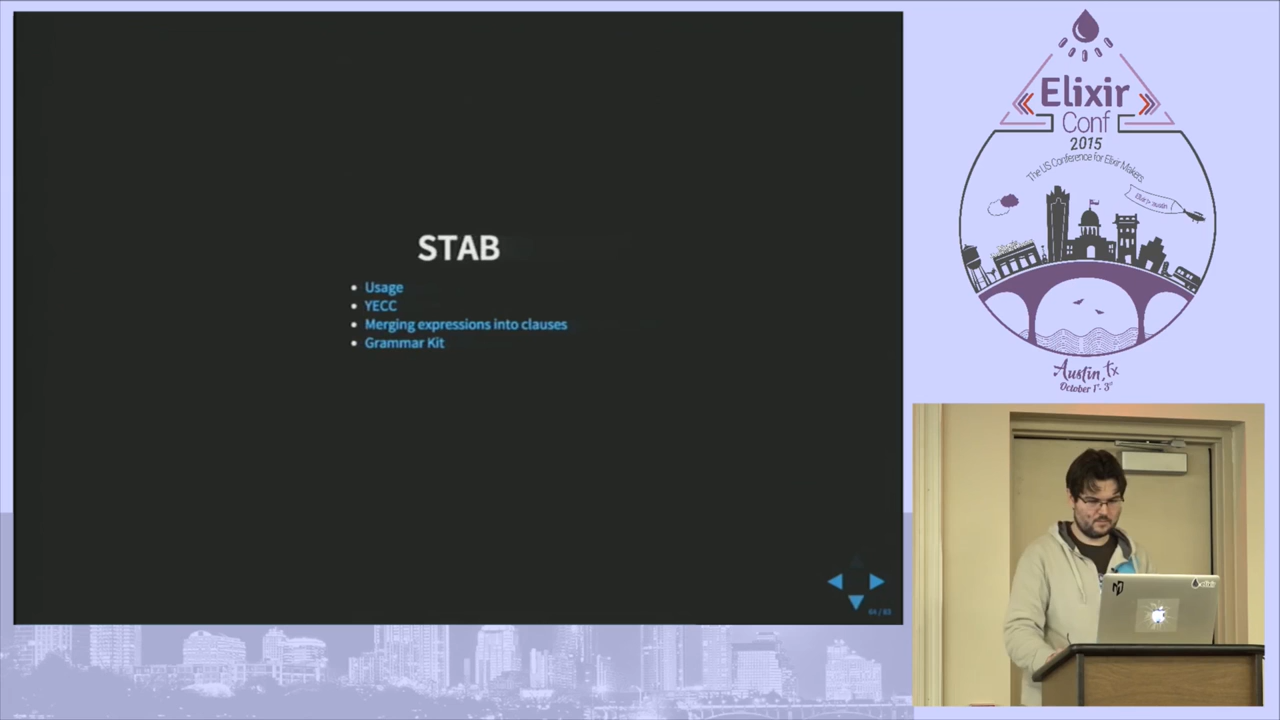 STAB
Usage
YECC
Merging expressions into clauses
Grammar Kit
Elixir
Conf
2015
The US Conference for Elixir Makers
Austin, Tx
October 1st - 3rd